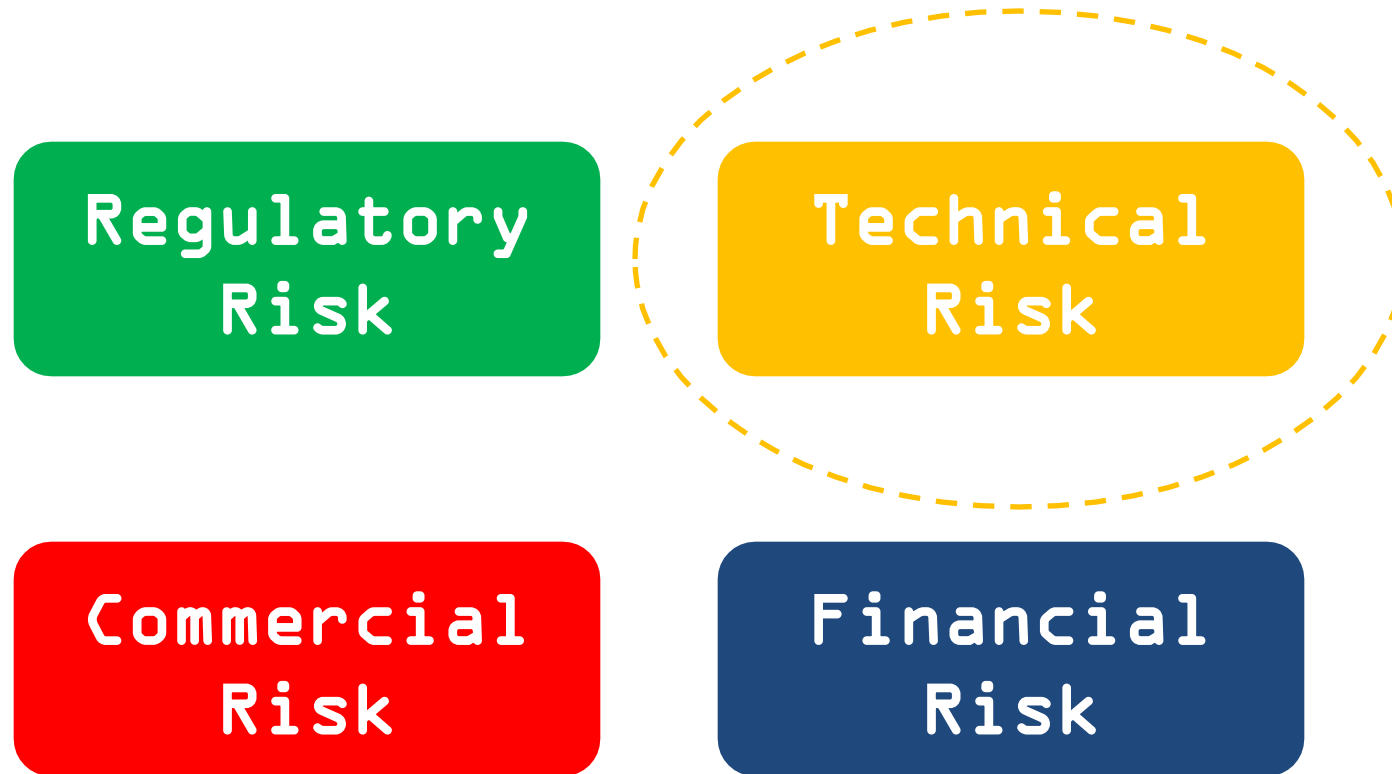 Regulatory
Risk
Technical
Risk
Commercial
Risk
Financial
Risk